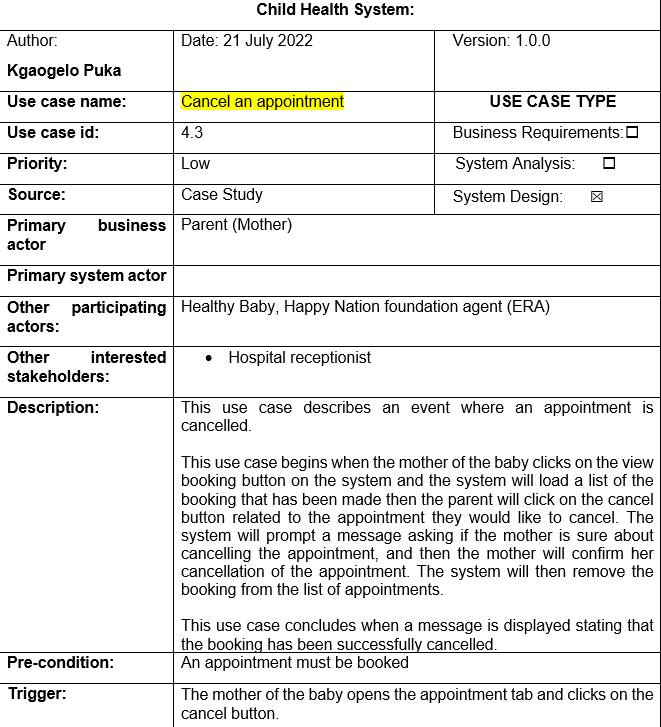 Child Health System:
Author: Date: 21 July 2022 Version: 1.0.0
Kgaogelo Puka
Use case name: Cancel an appointment USE CASE TYPE
Use case id: 4.3 Business Requirements:☐
Priority: Low System Analysis: ☐
Source: Case Study System Design: ☒
Primary business Parent (Mother)
actor
Primary system actor
Other participating Healthy Baby, Happy Nation foundation agent (ERA)
actors:
Other interested • Hospital receptionist
stakeholders:
Description: This use case describes an event where an appointment is
cancelled.
This use case begins when the mother of the baby clicks on the view
booking button on the system and the system will load a list of the
booking that has been made then the parent will click on the cancel
button related to the appointment they would like to cancel. The
system will prompt a message asking if the mother is sure about
cancelling the appointment, and then the mother will confirm her
cancellation of the appointment. The system will then remove the
booking from the list of appointments.
This use case concludes when a message is displayed stating that
the booking has been successfully cancelled.
Pre-condition: An appointment must be booked
Trigger: The mother of the baby opens the appointment tab and clicks on the
cancel button.